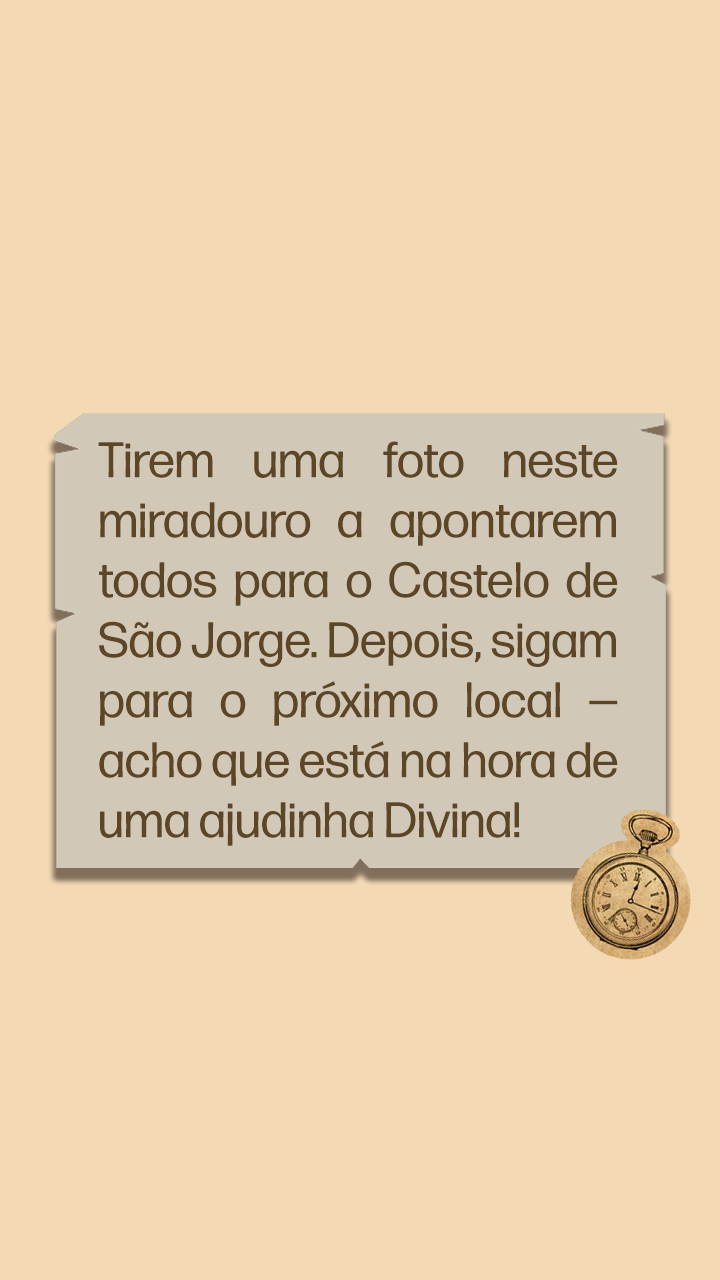 Tirem uma foto neste
miradouro a apontarem
todos para o Castelo de
São Jorge. Depois, sigam
para o próximo local –
acho que está na hora de
uma ajudinha Divina!